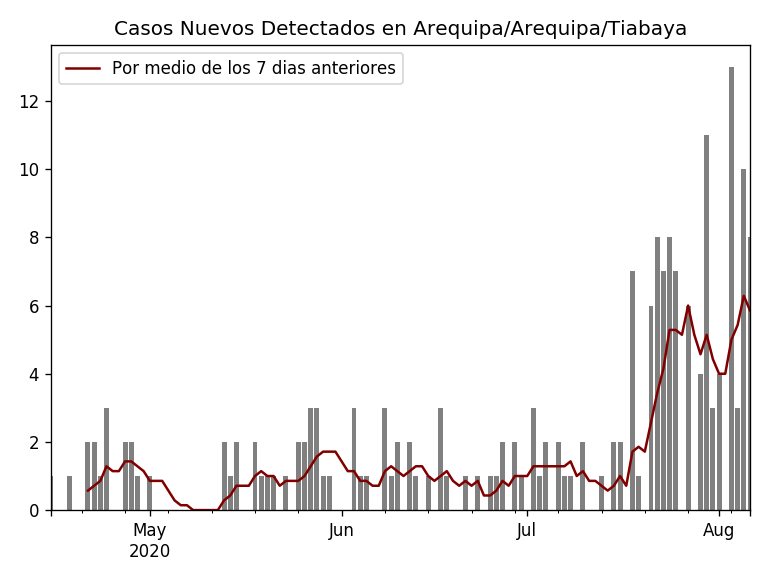 Casos Nuevos Detectados en Arequipa/Arequipa/Tiabaya
Por medio de los 7 dias anteriores
12
10
8
6
4
2
0
May Jun Jul Aug
2020